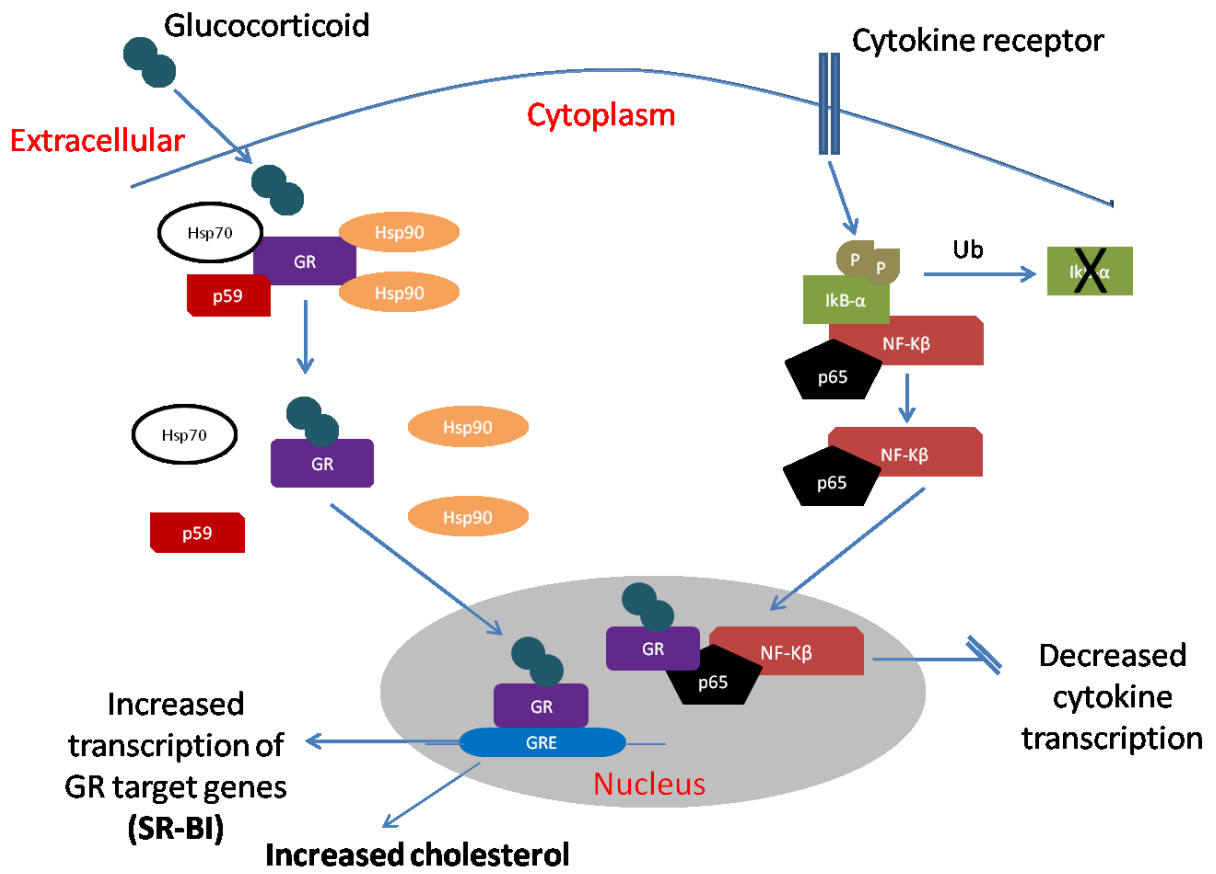 Glucocorticoid
Cytokine receptor
Extracellular
Cytoplasm
Hsp70
Hsp90
GR
p59
Hsp90
P
P
Ub
IkB-α
IkB-α
NF-Kβ
p65
Hsp70
Hsp90
GR
p59
Hsp90
NF-Kβ
p65
GR
NF-Kβ
p65
GR
GRE
Nucleus
Increased
transcription of
GR target genes
(SR-BI)
Increased cholesterol
Decreased
cytokine
transcription